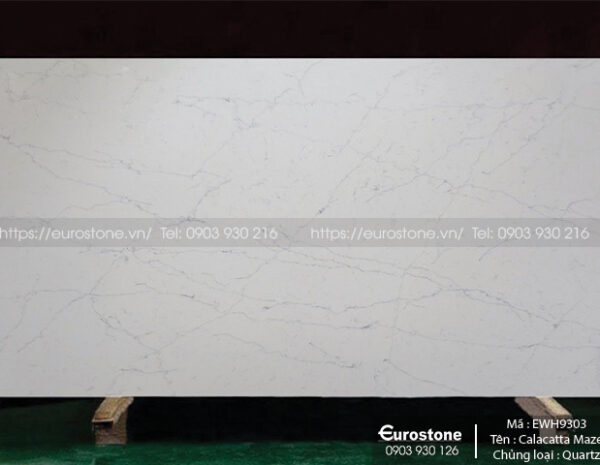 https://eurostone.vn/ Tel: 0903 930 216 https://eurostone.vn/ Tel: 0903 930 216
Eurostone
0903 930 126
Mã : EWH9303
Tên : Calacatta Maze
Chủng loại : Quartz